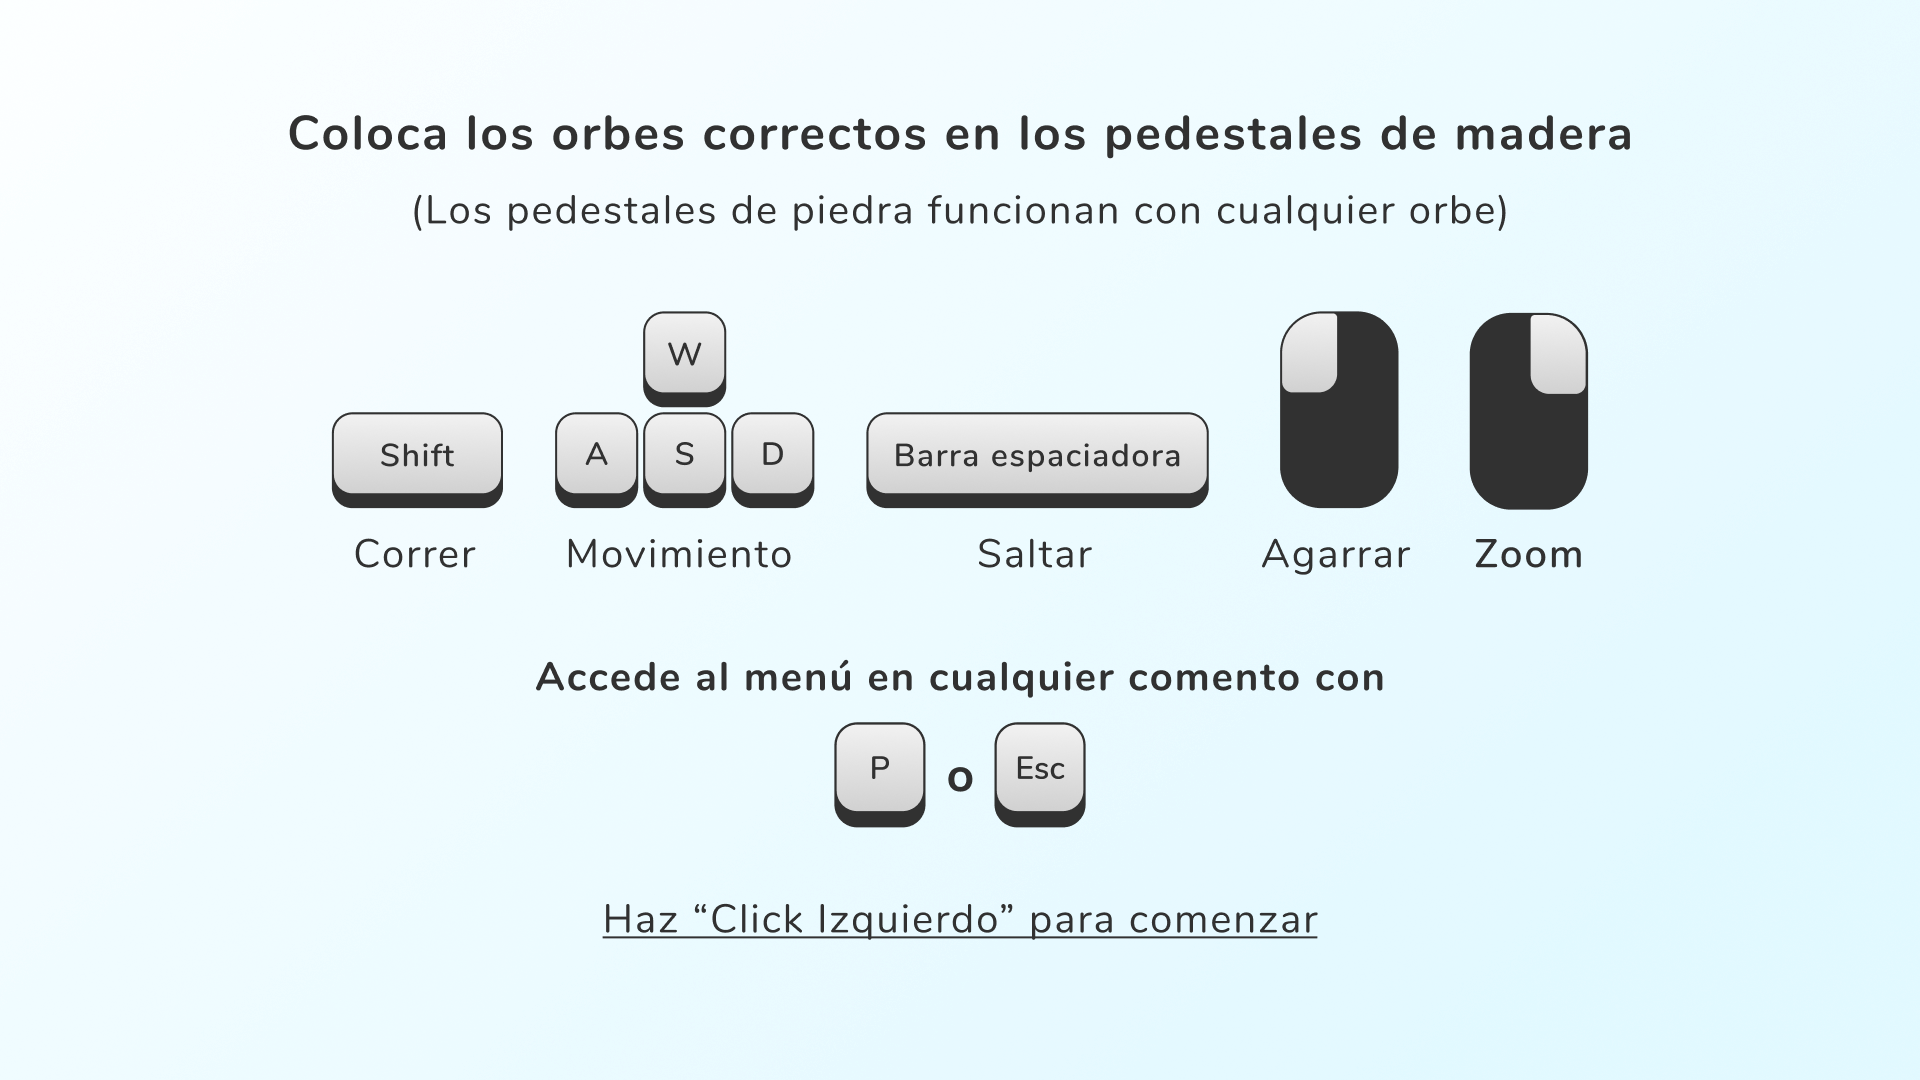 Coloca los orbes correctos en los pedestales de madera
(Los pedestales de piedra funcionan con cualquier orbe)
W
Shift
A S D
Barra espaciadora
Correr
Movimiento
Saltar
Agarrar
Zoom
Accede al menú en cualquier comento con
P o Esc
Haz “Click Izquierdo” para comenzar